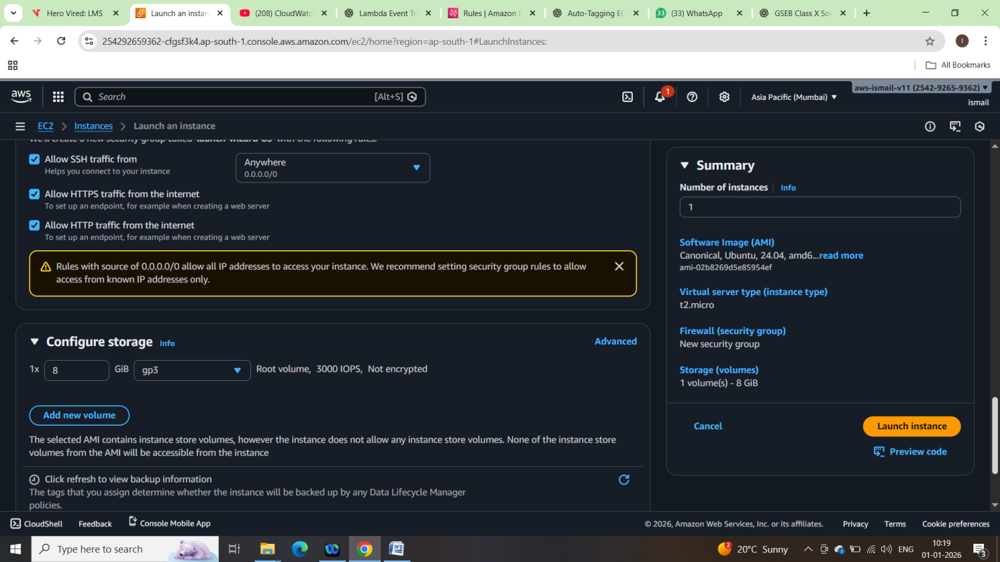 Hero Vired: LMS
Launch an instan
(208) CloudWatc
Lambda Event Tr
Rules | Amazon E
Auto-Tagging EC
33
(33) WhatsApp
GSEB Class X So
254292659362-cfgsf3k4.ap-south-1.console.aws.amazon.com/ec2/home?region=ap-south-1#LaunchInstances:
I
All Bookmarks
aws
Search
[Alt+S]
1
Asia Pacific (Mumbai)
aws-ismail-v11 (2542-9265-9362)
ismail
EC2
Instances
Launch an instance
Allow SSH traffic from
Helps you connect to your instance
Anywhere
0.0.0.0/0
Allow HTTPS traffic from the internet
To set up an endpoint, for example when creating a web server
Allow HTTP traffic from the internet
To set up an endpoint, for example when creating a web server
Rules with source of 0.0.0.0/0 allow all IP addresses to access your instance. We recommend setting security group rules to allow
access from known IP addresses only.
Configure storage
Info
Advanced
1x
8
GiB
gp3
Root volume, 3000 IOPS, Not encrypted
Add new volume
The selected AMI contains instance store volumes, however the instance does not allow any instance store volumes. None of the instance store
volumes from the AMI will be accessible from the instance
Click refresh to view backup information
The tags that you assign determine whether the instance will be backed up by any Data Lifecycle Manager
policies.
Summary
Number of instances
Info
1
Software Image (AMI)
Canonical, Ubuntu, 24.04, amd6...read more
ami-02b8269d5e85954ef
Virtual server type (instance type)
t2.micro
Firewall (security group)
New security group
Storage (volumes)
1 volume(s) - 8 GiB
Cancel
Launch instance
Preview code
CloudShell
Feedback
Console Mobile App
© 2026, Amazon Web Services, Inc. or its affiliates.
Privacy
Terms
Cookie preferences
Type here to search
2
20°C Sunny
ENG
10:19
01-01-2026
3